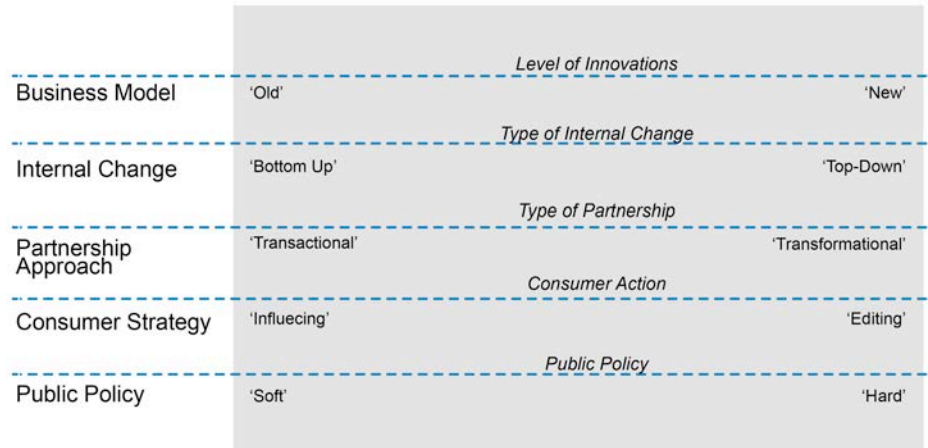 Level of Innovations
Business Model
‘Old’
‘New’
Type of Internal Change
Internal Change
‘Bottom Up’
‘Top-Down’
Type of Partnership
Partnership
Approach
‘Transactional’
‘Transformational’
Consumer Action
Consumer Strategy
‘Influecing’
‘Editing’
Public Policy
Public Policy
‘Soft’
‘Hard’